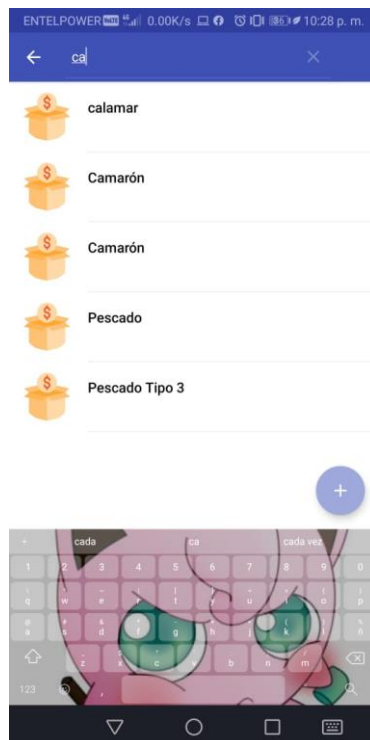 ENTELPOWER 0.00K/s 10:28 p. m.
ca
calamar
Camarón
Camarón
Pescado
Pescado Tipo 3
+
cada ca cada vez
1 2 3 4 5 6 7 8 9 0
q w e r t y u i o p
a s d f g h j k l ñ
z x c v b n m
123